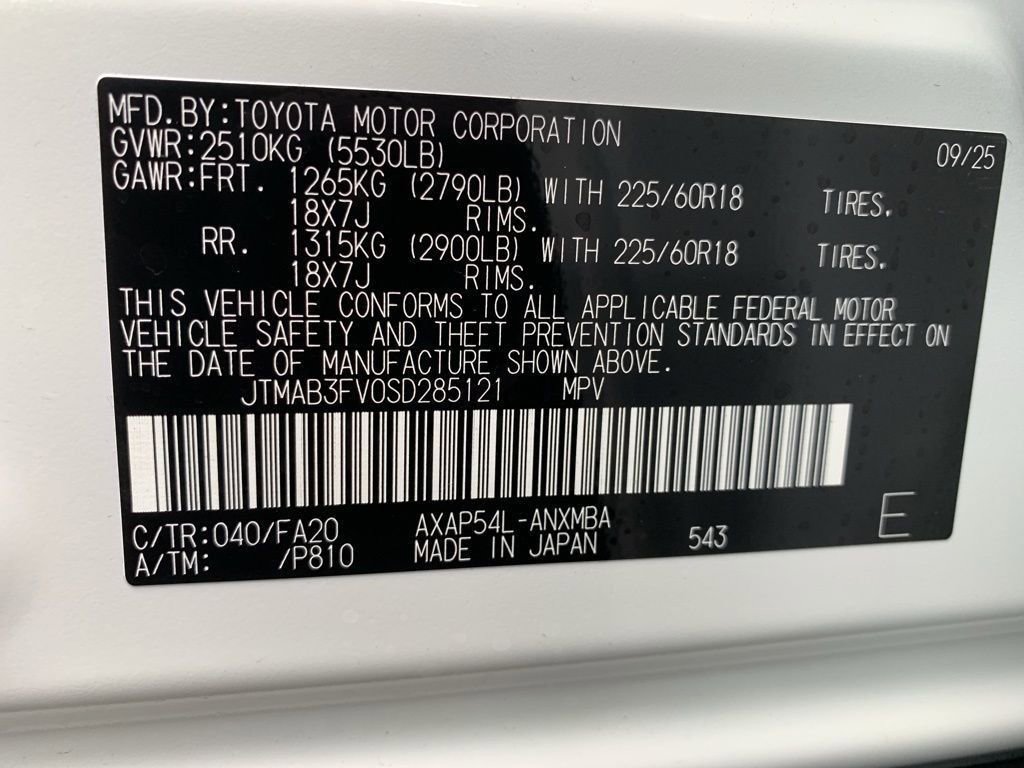 MFD.BY:TOYOTA MOTOR CORPORATION 09/25
GVWR:2510KG (5530LB)
GAWR:FRT. 1265KG (2790LB) WITH 225/60R18 TIRES.
18X7J RIMS.
RR. 1315KG (2900LB) WITH 225/60R18 TIRES.
18X7J RIMS.
THIS VEHICLE CONFORMS TO ALL APPLICABLE FEDERAL MOTOR
VEHICLE SAFETY AND THEFT PREVENTION STANDARDS IN EFFECT ON
THE DATE OF MANUFACTURE SHOWN ABOVE.
JTMAB3FV0SD285121 MPV
C/TR:040/FA20 AXAP54L-ANXMBA 543 E
A/TM: /P810 MADE IN JAPAN